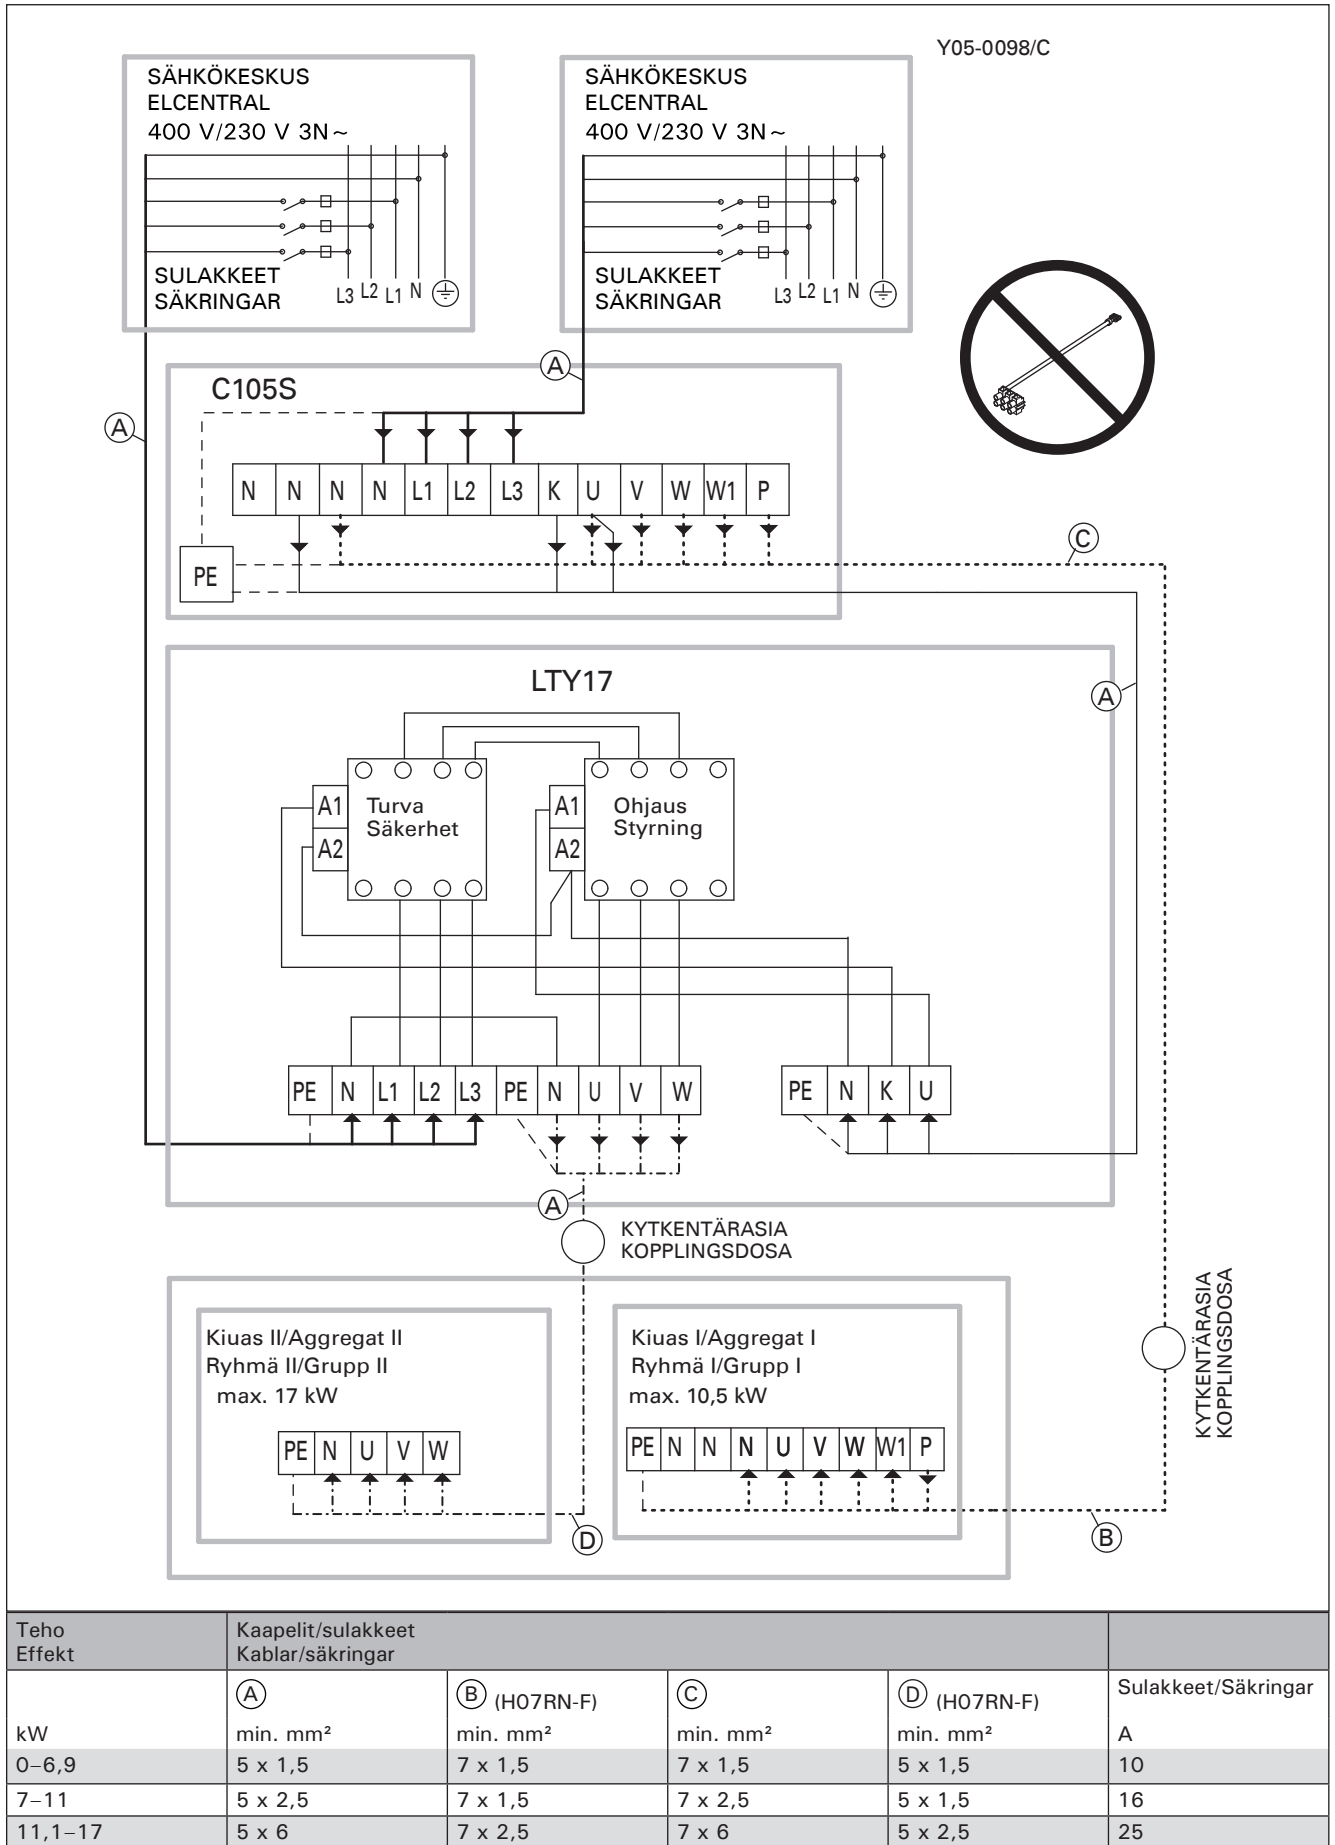 Y05-0098/C
SÄHKÖKESKUS
ELCENTRAL
400 V/230 V 3N~
SULAKKEET
SÄKRINGAR
L3 L2 L1 N
SÄHKÖKESKUS
ELCENTRAL
400 V/230 V 3N~
SULAKKEET
SÄKRINGAR
L3 L2 L1 N
A
C105S
A
N N N N L1 L2 L3 K U V W W1 P
C
PE
LTY17
A
A1
A2
Turva
Säkerhet
A1
A2
Ohjaus
Styrning
PE N L1 L2 L3 PE N U V W
PE N K U
A
KYTKENTÄRASIA
KOPPLINGSDOSA
KYTKENTÄRASIA
KOPPLINGSDOSA
Kiuas II/Aggregat II
Ryhmä II/Grupp II
max. 17 kW
PE N U V W
D
Kiuas I/Aggregat I
Ryhmä I/Grupp I
max. 10,5 kW
PE N N N U V W W1 P
B
Teho
Effekt
Kaapelit/sulakkeet
Kablar/säkringar
A B (H07RN-F) C D (H07RN-F) Sulakkeet/Säkringar
kW min. mm² min. mm² min. mm² min. mm² A
0–6,9 5 x 1,5 7 x 1,5 7 x 1,5 5 x 1,5 10
7–11 5 x 2,5 7 x 1,5 7 x 2,5 5 x 1,5 16
11,1–17 5 x 6 7 x 2,5 7 x 6 5 x 2,5 25